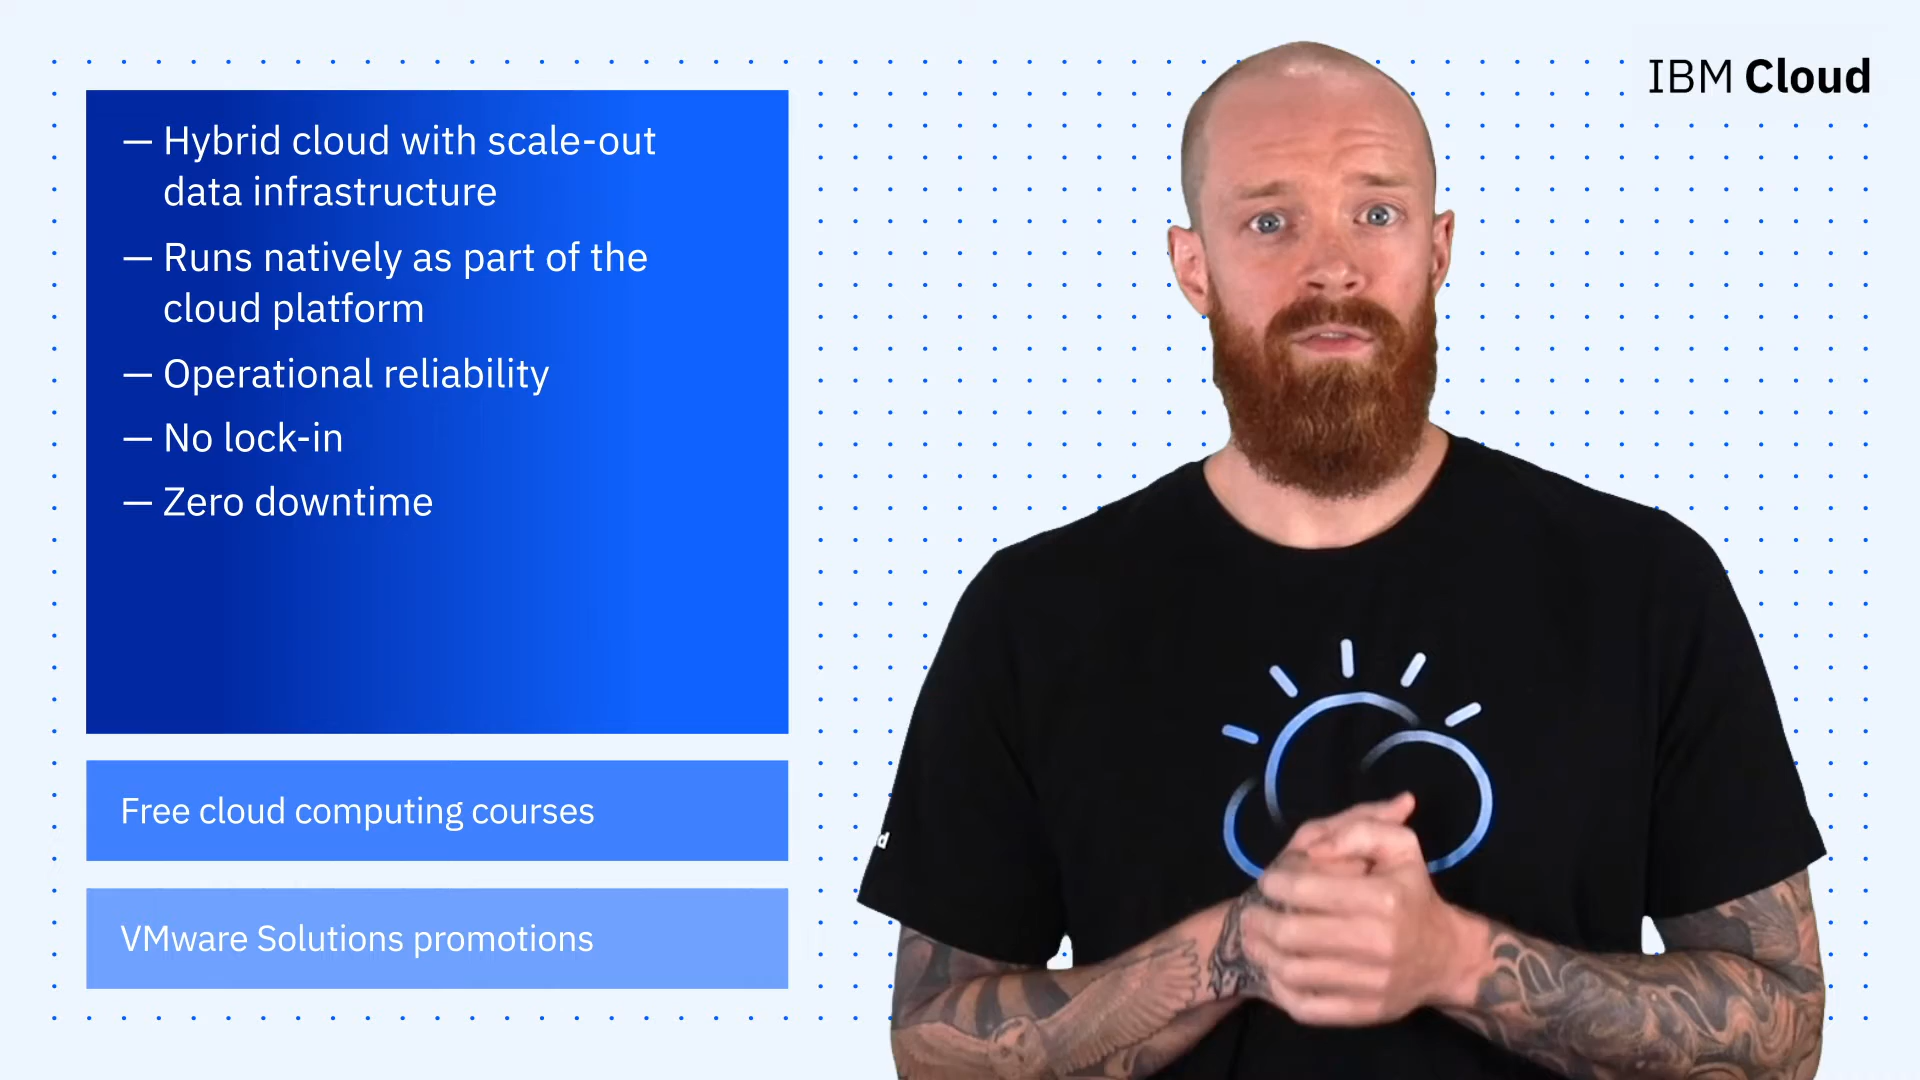 IBM Cloud
— Hybrid cloud with scale-out
data infrastructure
— Runs natively as part of the
cloud platform
— Operational reliability
— No lock-in
— Zero downtime
Free cloud computing courses
VMware Solutions promotions
d